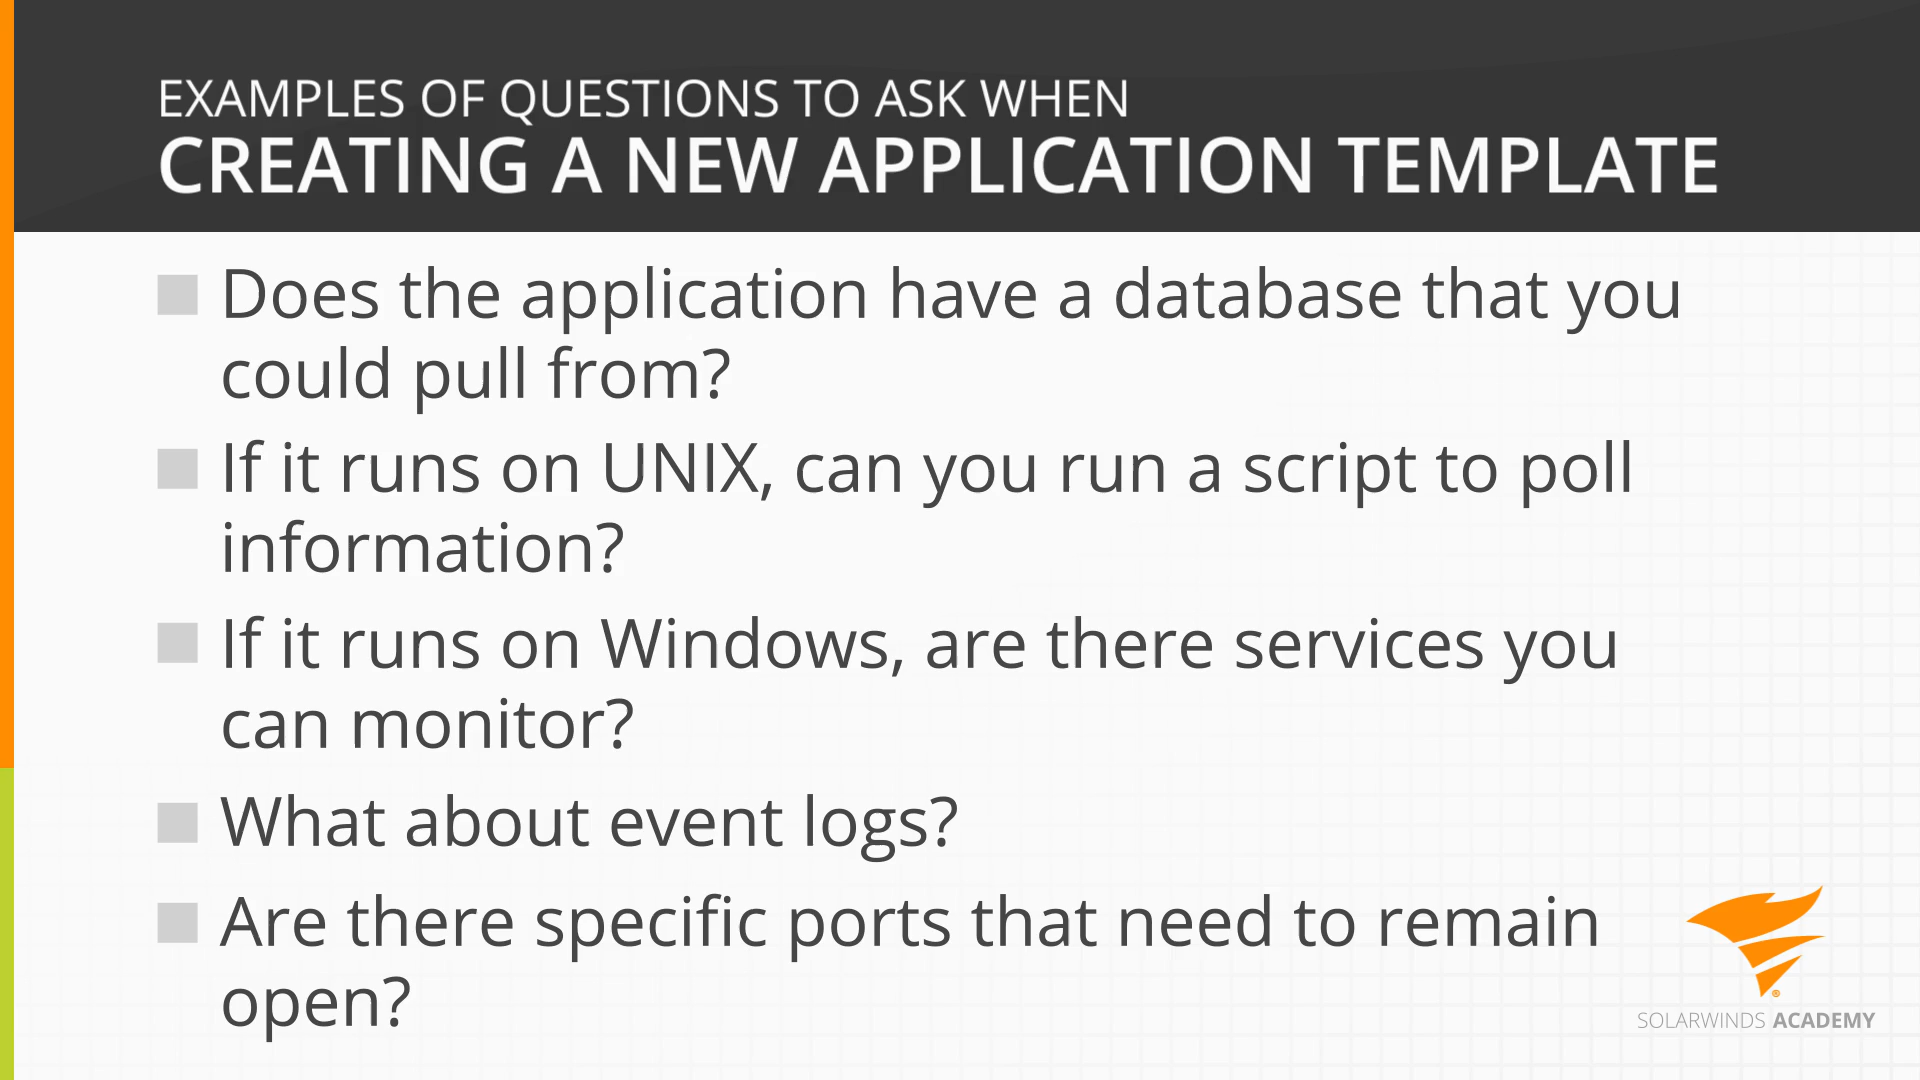 EXAMPLES OF QUESTIONS TO ASK WHEN
CREATING A NEW APPLICATION TEMPLATE
Does the application have a database that you
could pull from?
If it runs on UNIX, can you run a script to poll
information?
If it runs on Windows, are there services you
can monitor?
What about event logs?
Are there specific ports that need to remain
open?
®
SOLARWINDS ACADEMY